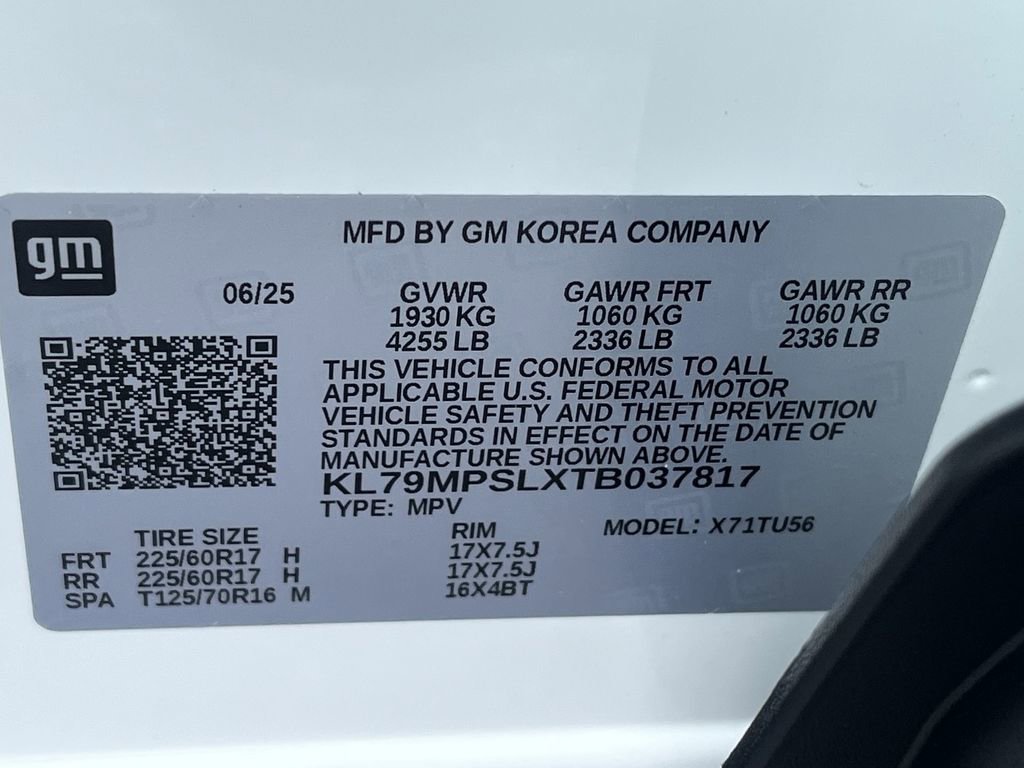 gm
MFD BY GM KOREA COMPANY
06/25
GVWR GAWR FRT GAWR RR
1930 KG 1060 KG 1060 KG
4255 LB 2336 LB 2336 LB
THIS VEHICLE CONFORMS TO ALL
APPLICABLE U.S. FEDERAL MOTOR
VEHICLE SAFETY AND THEFT PREVENTION
STANDARDS IN EFFECT ON THE DATE OF
MANUFACTURE SHOWN ABOVE.
KL79MPSLXTB037817
TYPE: MPV
MODEL: X71TU56
TIRE SIZE RIM
FRT 225/60R17 H 17X7.5J
RR 225/60R17 H 17X7.5J
SPA T125/70R16 M 16X4BT